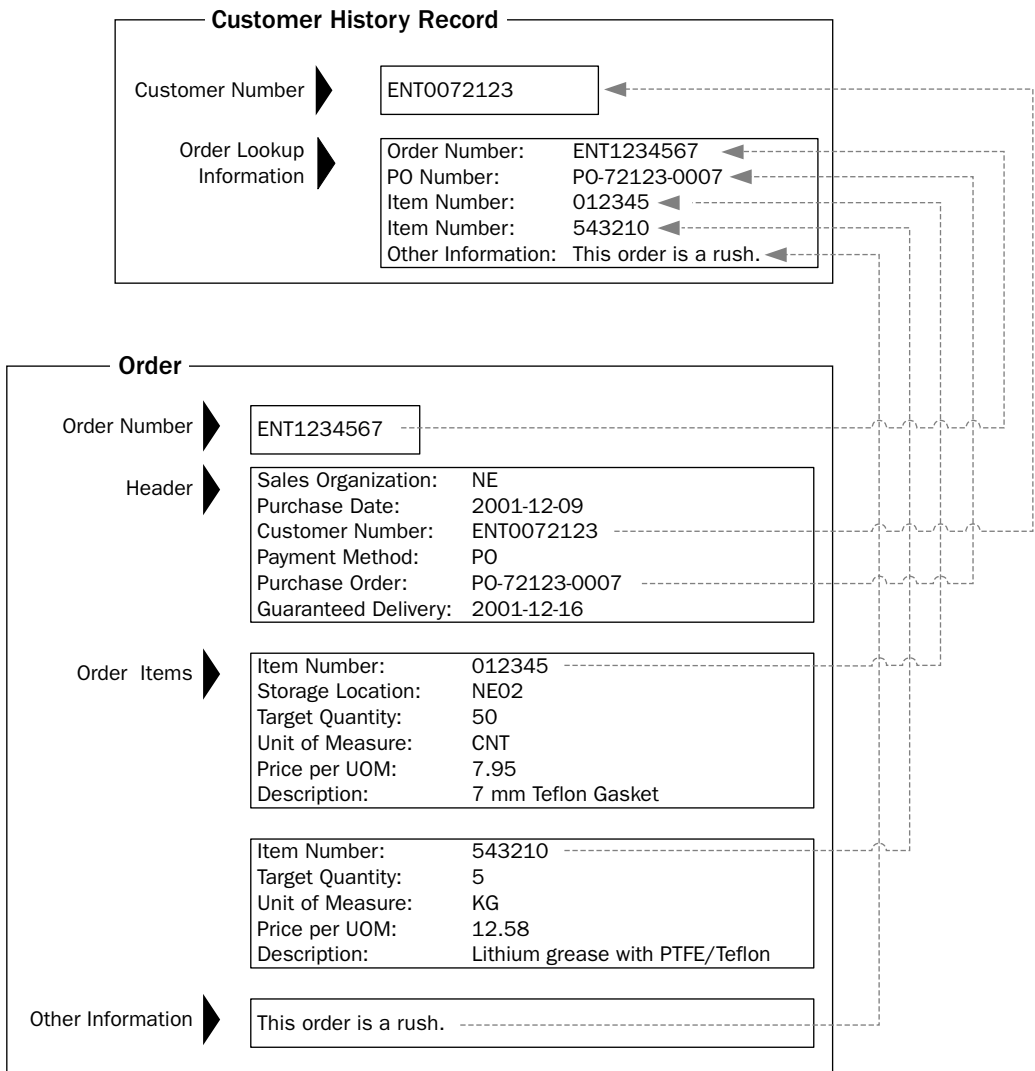 Customer History Record
Customer Number ENT0072123
Order Lookup Information
Order Number: ENT1234567
PO Number: PO-72123-0007
Item Number: 012345
Item Number: 543210
Other Information: This order is a rush.
Order
Order Number ENT1234567
Header
Sales Organization: NE
Purchase Date: 2001-12-09
Customer Number: ENT0072123
Payment Method: PO
Purchase Order: PO-72123-0007
Guaranteed Delivery: 2001-12-16
Order Items
Item Number: 012345
Storage Location: NE02
Target Quantity: 50
Unit of Measure: CNT
Price per UOM: 7.95
Description: 7 mm Teflon Gasket
Item Number: 543210
Target Quantity: 5
Unit of Measure: KG
Price per UOM: 12.58
Description: Lithium grease with PTFE/Teflon
Other Information This order is a rush.